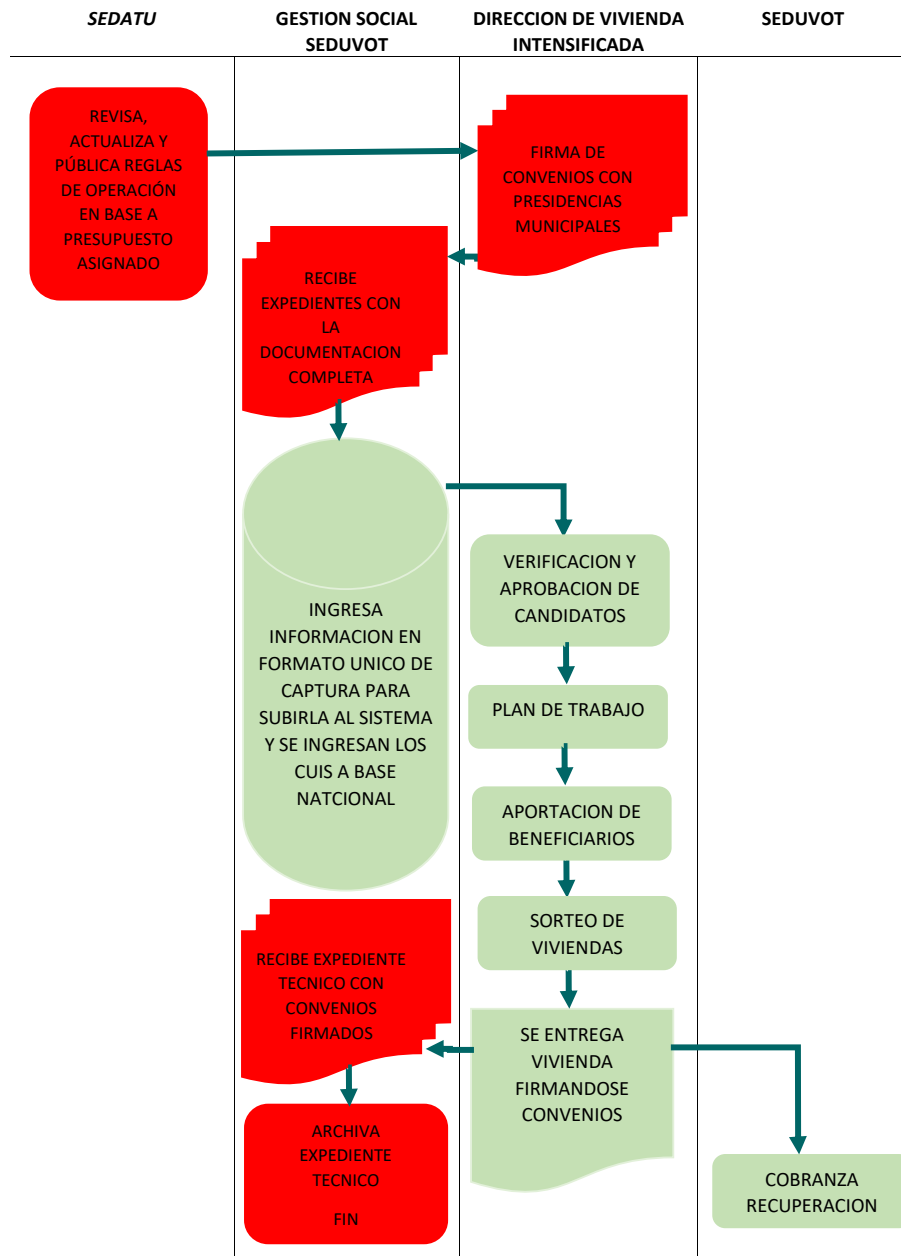 SEDATU
GESTION SOCIAL
SEDUVOT
DIRECCION DE VIVIENDA
INTENSIFICADA
SEDUVOT
REVISA,
ACTUALIZA Y
PÚBLICA REGLAS
DE OPERACIÓN
EN BASE A
PRESUPUESTO
ASIGNADO
FIRMA DE
CONVENIOS CON
PRESIDENCIAS
MUNICIPALES
RECIBE
EXPEDIENTES CON
LA
DOCUMENTACION
COMPLETA
INGRESA
INFORMACION EN
FORMATO UNICO DE
CAPTURA PARA
SUBIRLA AL SISTEMA
Y SE INGRESAN LOS
CUIS A BASE
NATCIONAL
VERIFICACION Y
APROBACION DE
CANDIDATOS
PLAN DE TRABAJO
APORTACION DE
BENEFICIARIOS
SORTEO DE
VIVIENDAS
SE ENTREGA
VIVIENDA
FIRMANDOSE
CONVENIOS
RECIBE EXPEDIENTE
TECNICO CON
CONVENIOS
FIRMADOS
ARCHIVA
EXPEDIENTE
TECNICO
FIN
COBRANZA
RECUPERACION